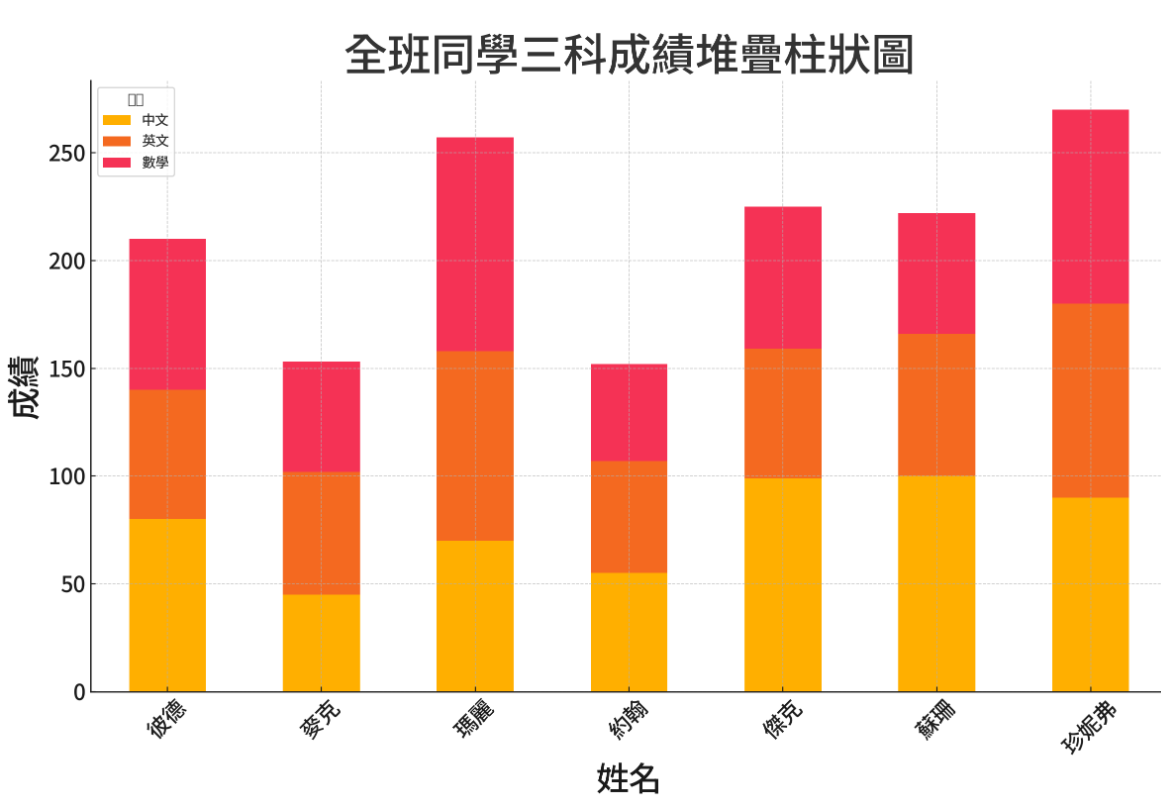 全班同學三科成績堆疊柱狀圖
中文
英文
數學
成績
250
200
150
100
50
0
彼德
麥克
瑪麗
約翰
傑克
蘇珊
珍妮弗
姓名